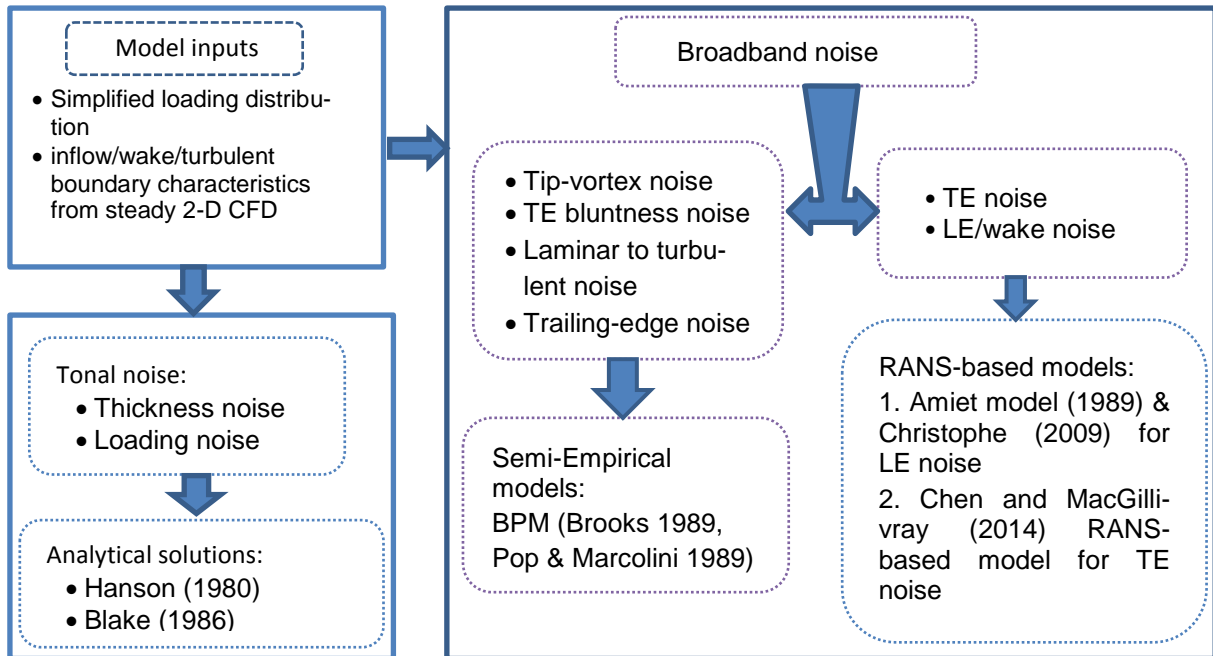 Model inputs
• Simplified loading distribu-
tion
• inflow/wake/turbulent
boundary characteristics
from steady 2-D CFD
Tonal noise:
• Thickness noise
• Loading noise
Analytical solutions:
• Hanson (1980)
• Blake (1986)
Broadband noise
• Tip-vortex noise
• TE bluntness noise
• Laminar to turbu-
lent noise
• Trailing-edge noise
Semi-Empirical
models:
BPM (Brooks 1989,
Pop & Marcolini 1989)
• TE noise
• LE/wake noise
RANS-based models:
1. Amiet model (1989) &
Christophe (2009) for
LE noise
2. Chen and MacGilli-
vray (2014) RANS-
based model for TE
noise